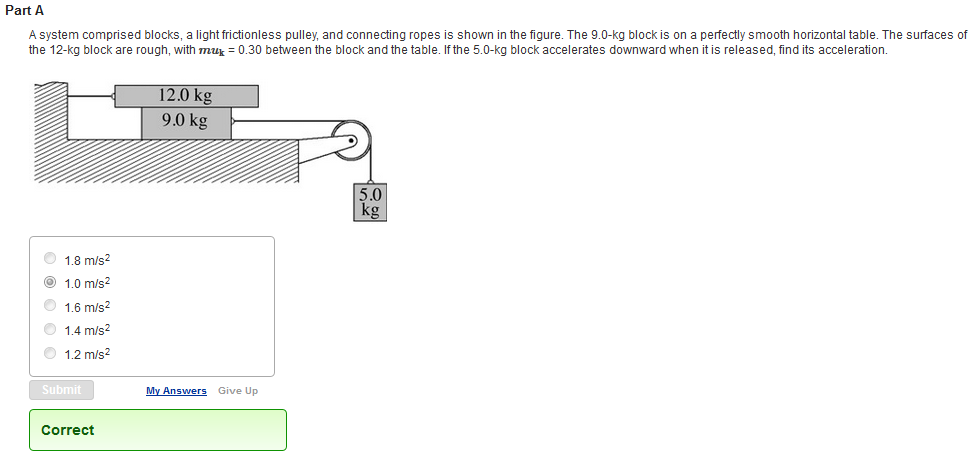 Part A
A system comprised blocks, a light frictionless pulley, and connecting ropes is shown in the figure. The 9.0-kg block is on a perfectly smooth horizontal table. The surfaces of
the 12-kg block are rough, with muₖ = 0.30 between the block and the table. If the 5.0-kg block accelerates downward when it is released, find its acceleration.
12.0 kg
9.0 kg
5.0
kg
1.8 m/s²
1.0 m/s²
1.6 m/s²
1.4 m/s²
1.2 m/s²
Submit My Answers Give Up
Correct